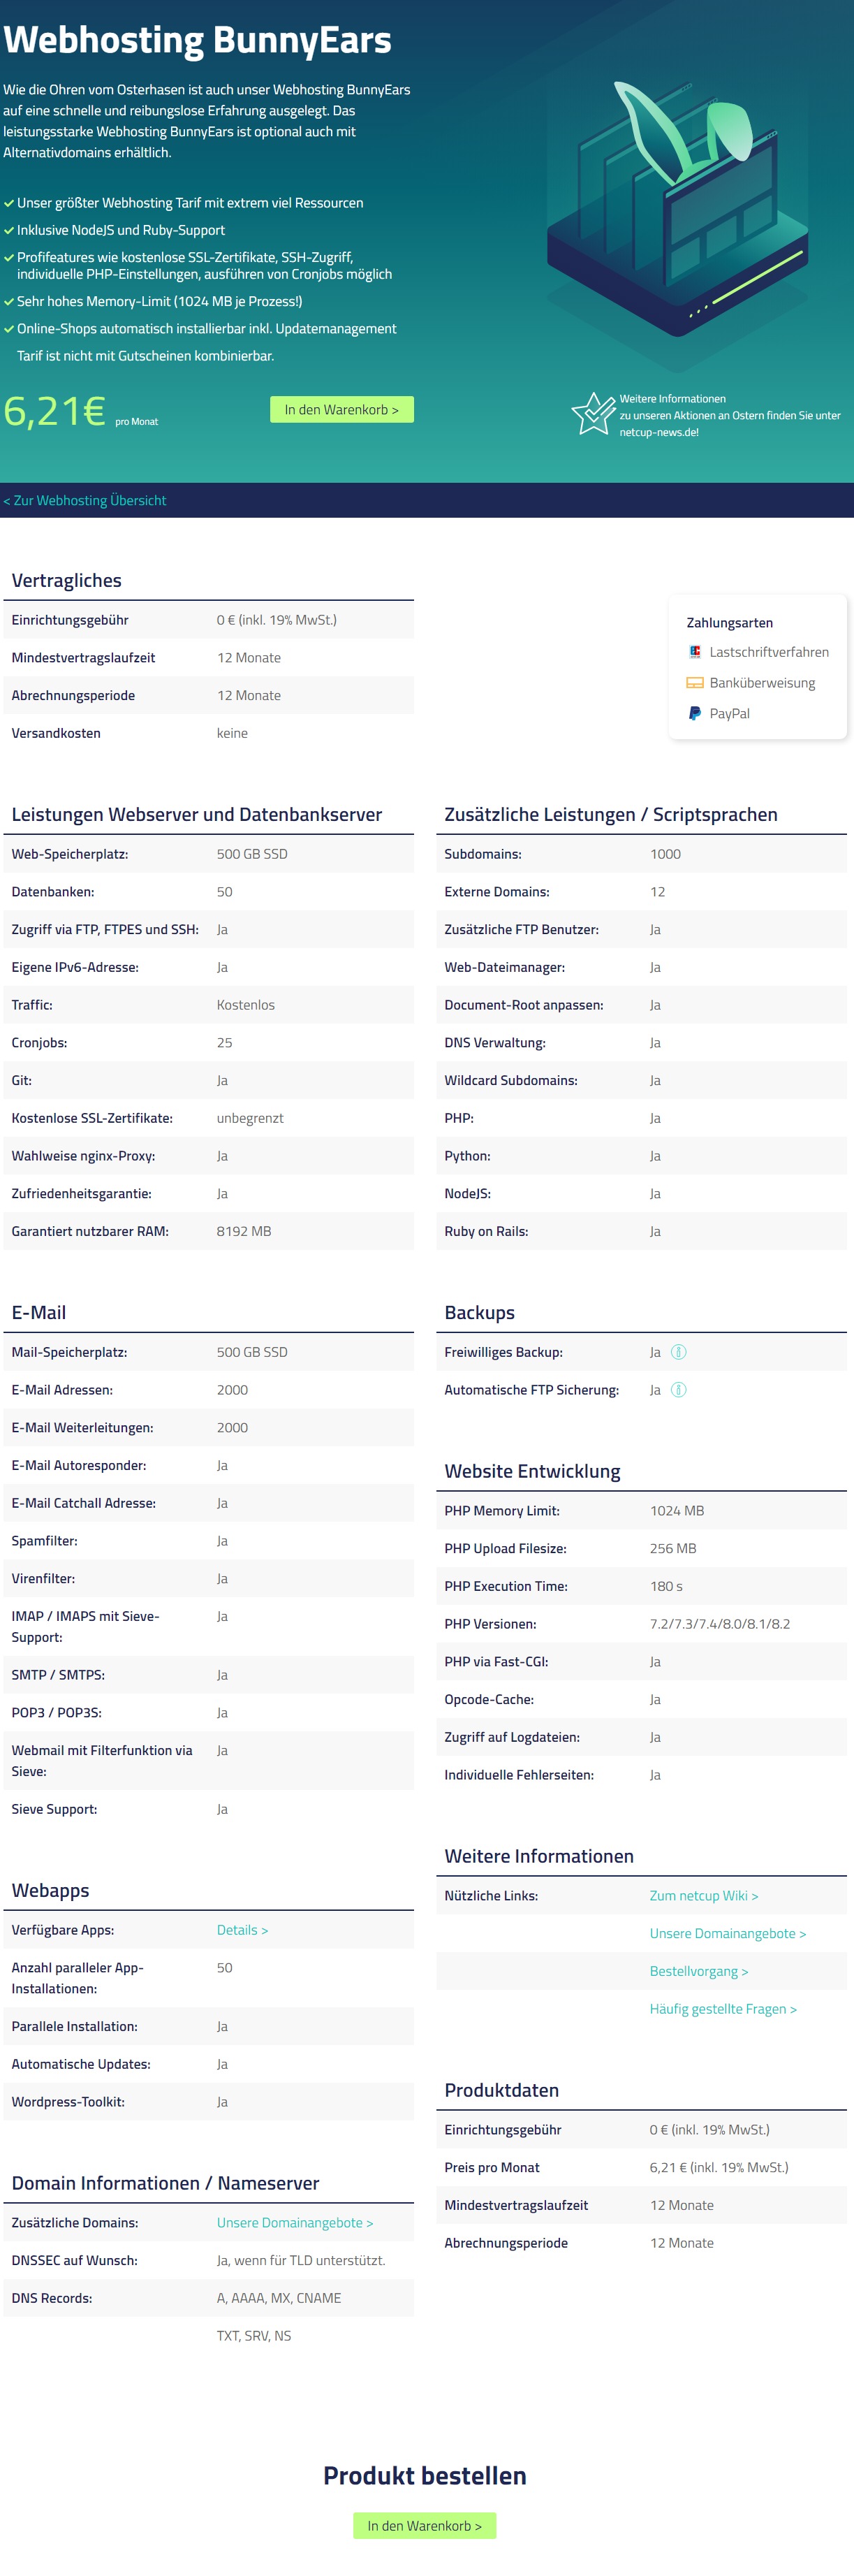 Webhosting BunnyEars
Wie die Ohren vom Osterhasen ist auch unser Webhosting BunnyEars
auf eine schnelle und reibungslose Erfahrung ausgelegt. Das
leistungsstarke Webhosting BunnyEars ist optional auch mit
Alternativdomains erhältlich.
Unser größter Webhosting Tarif mit extrem viel Ressourcen
Inklusive NodeJS und Ruby-Support
Profifeatures wie kostenlose SSL-Zertifikate, SSH-Zugriff,
individuelle PHP-Einstellungen, ausführen von Cronjobs möglich
Sehr hohes Memory-Limit (1024 MB je Prozess!)
Online-Shops automatisch installierbar inkl. Updatemanagement
Tarif ist nicht mit Gutscheinen kombinierbar.
6,21€ pro Monat
In den Warenkorb >
Weitere Informationen
zu unseren Aktionen an Ostern finden Sie unter
netcup-news.de!
< Zur Webhosting Übersicht
Vertragliches
Einrichtungsgebühr 0 € (inkl. 19% MwSt.)
Mindestvertragslaufzeit 12 Monate
Abrechnungsperiode 12 Monate
Versandkosten keine
Zahlungsarten
Lastschriftverfahren
Banküberweisung
PayPal
Leistungen Webserver und Datenbankserver
Web-Speicherplatz: 500 GB SSD
Datenbanken: 50
Zugriff via FTP, FTPES und SSH: Ja
Eigene IPv6-Adresse: Ja
Traffic: Kostenlos
Cronjobs: 25
Git: Ja
Kostenlose SSL-Zertifikate: unbegrenzt
Wahlweise nginx-Proxy: Ja
Zufriedenheitsgarantie: Ja
Garantiert nutzbarer RAM: 8192 MB
Zusätzliche Leistungen / Scriptsprachen
Subdomains: 1000
Externe Domains: 12
Zusätzliche FTP Benutzer: Ja
Web-Dateimanager: Ja
Document-Root anpassen: Ja
DNS Verwaltung: Ja
Wildcard Subdomains: Ja
PHP: Ja
Python: Ja
NodeJS: Ja
Ruby on Rails: Ja
E-Mail
Mail-Speicherplatz: 500 GB SSD
E-Mail Adressen: 2000
E-Mail Weiterleitungen: 2000
E-Mail Autoresponder: Ja
E-Mail Catchall Adresse: Ja
Spamfilter: Ja
Virenfilter: Ja
IMAP / IMAPS mit Sieve- Ja
Support:
SMTP / SMTPS: Ja
POP3 / POP3S: Ja
Webmail mit Filterfunktion via Ja
Sieve:
Sieve Support: Ja
Backups
Freiwilliges Backup: Ja
Automatische FTP Sicherung: Ja
Website Entwicklung
PHP Memory Limit: 1024 MB
PHP Upload Filesize: 256 MB
PHP Execution Time: 180 s
PHP Versionen: 7.2/7.3/7.4/8.0/8.1/8.2
PHP via Fast-CGI: Ja
Opcode-Cache: Ja
Zugriff auf Logdateien: Ja
Individuelle Fehlerseiten: Ja
Webapps
Verfügbare Apps: Details >
Anzahl paralleler App- 50
Installationen:
Parallele Installation: Ja
Automatische Updates: Ja
Wordpress-Toolkit: Ja
Weitere Informationen
Nützliche Links: Zum netcup Wiki >
Unsere Domainangebote >
Bestellvorgang >
Häufig gestellte Fragen >
Domain Informationen / Nameserver
Zusätzliche Domains: Unsere Domainangebote >
DNSSEC auf Wunsch: Ja, wenn für TLD unterstützt.
DNS Records: A, AAAA, MX, CNAME
TXT, SRV, NS
Produktdaten
Einrichtungsgebühr 0 € (inkl. 19% MwSt.)
Preis pro Monat 6,21 € (inkl. 19% MwSt.)
Mindestvertragslaufzeit 12 Monate
Abrechnungsperiode 12 Monate
Produkt bestellen
In den Warenkorb >